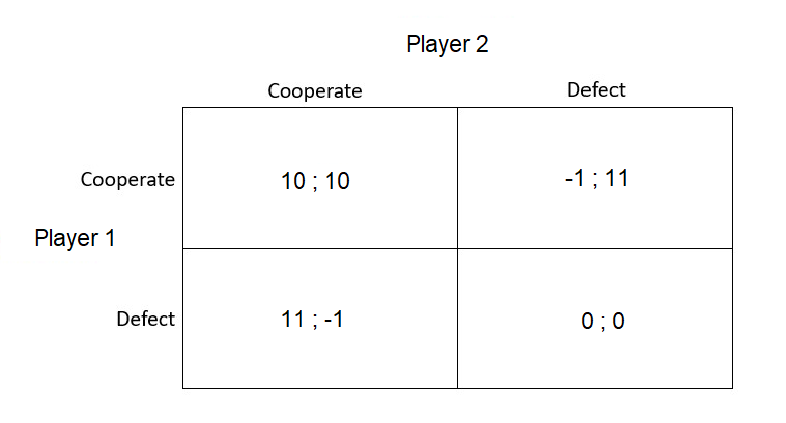 Player 2
Cooperate Defect
Cooperate 10 ; 10 -1 ; 11
Player 1
Defect 11 ; -1 0 ; 0